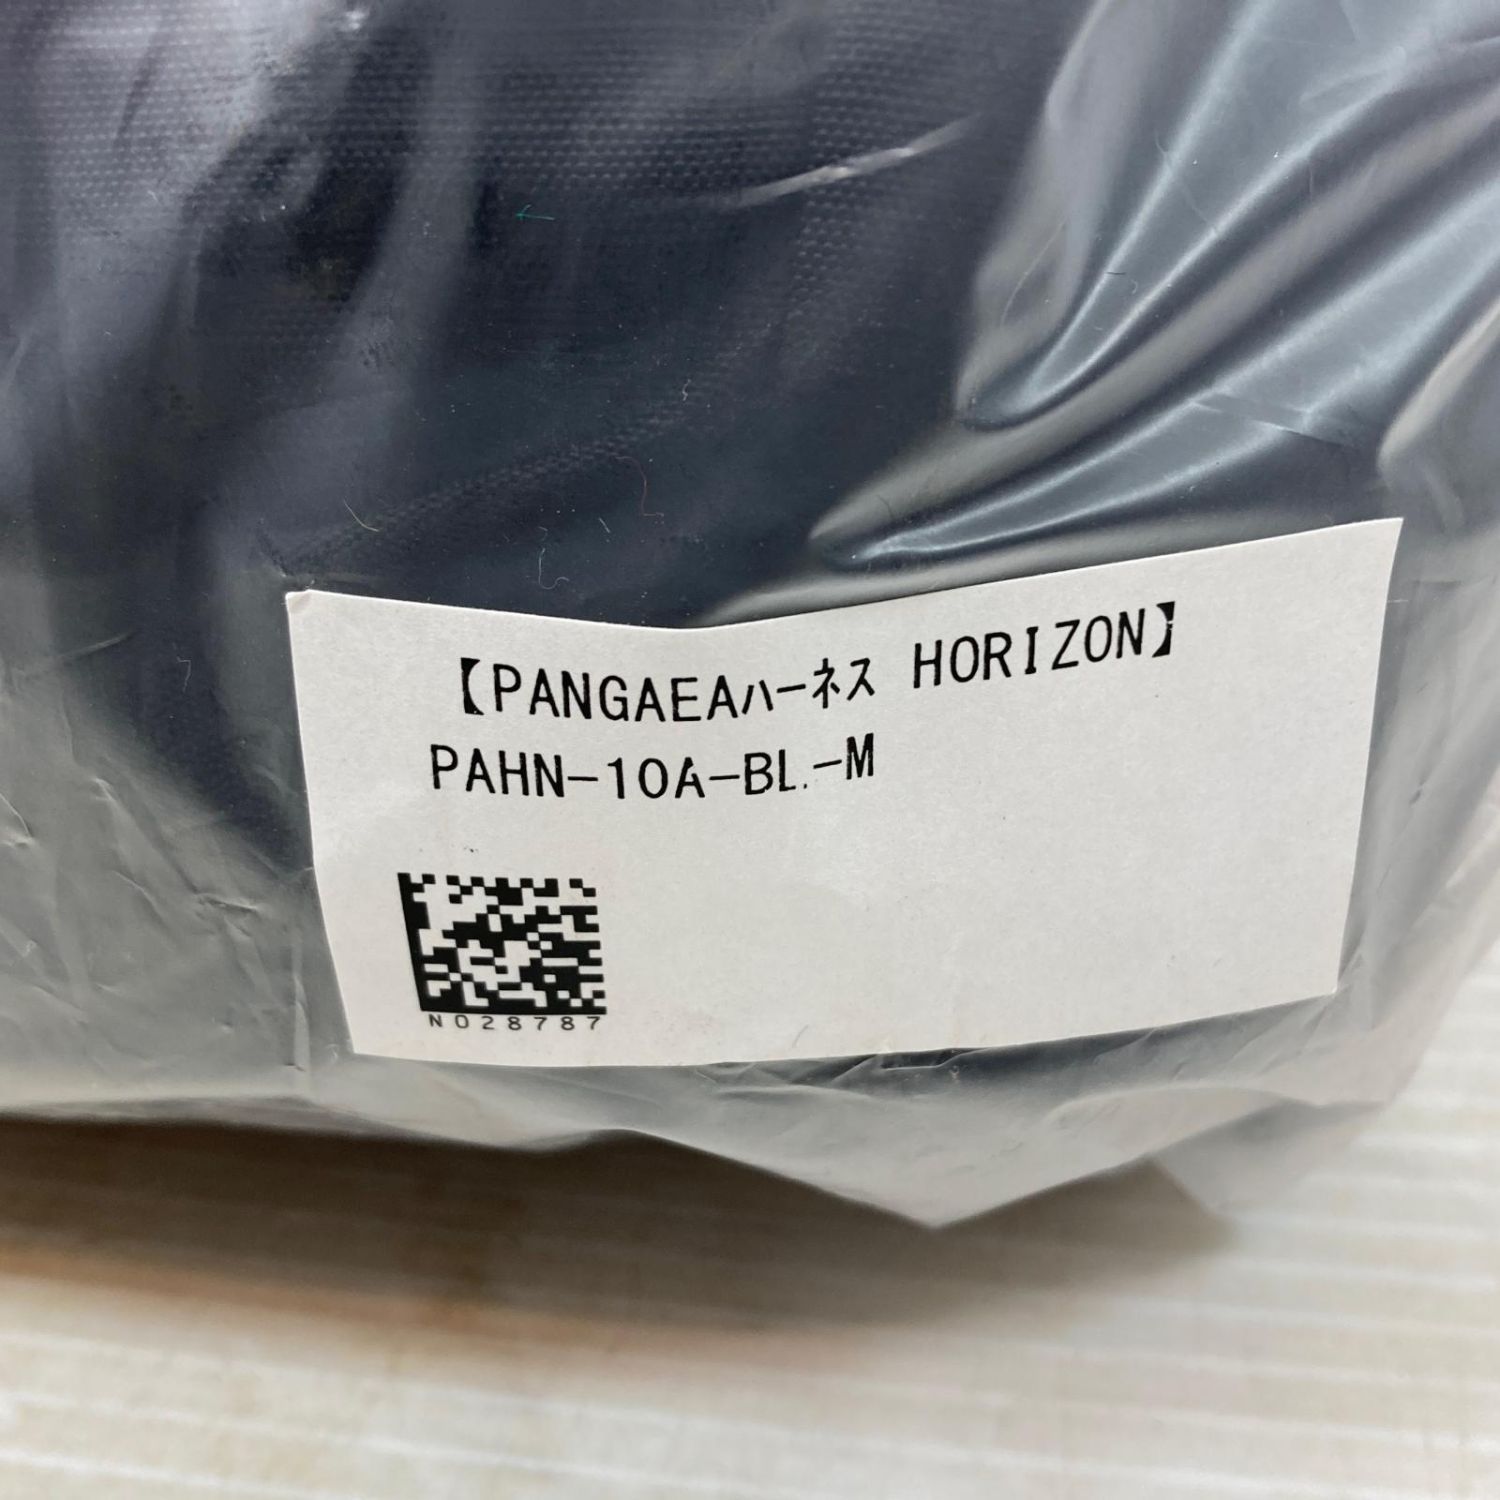 【PANGAEAハーネス HORIZON】
PAHN-10A-BL-M
N028787